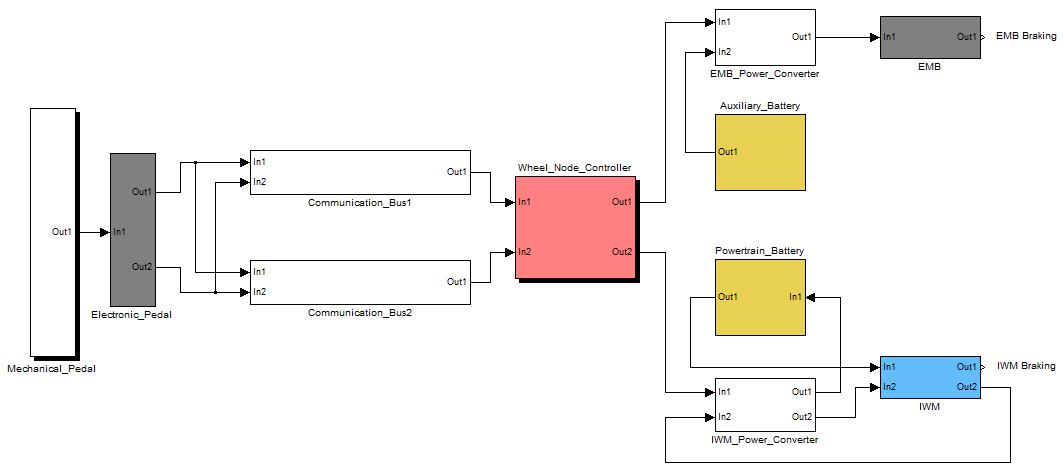 In1
Out1
In2
EMB_Power_Converter
In1
Out1
EMB
EMB Braking
Auxiliary_Battery
Out1
Out1
Mechanical_Pedal
In1
Out1
Out2
Electronic_Pedal
In1
In2
Out1
Communication_Bus1
In1
In2
Out1
Communication_Bus2
Wheel_Node_Controller
In1
Out1
In2
Out2
Powertrain_Battery
Out1
In1
In1
Out1
In2
Out2
IWM
IWM Braking
In1
Out1
In2
Out2
IWM_Power_Converter